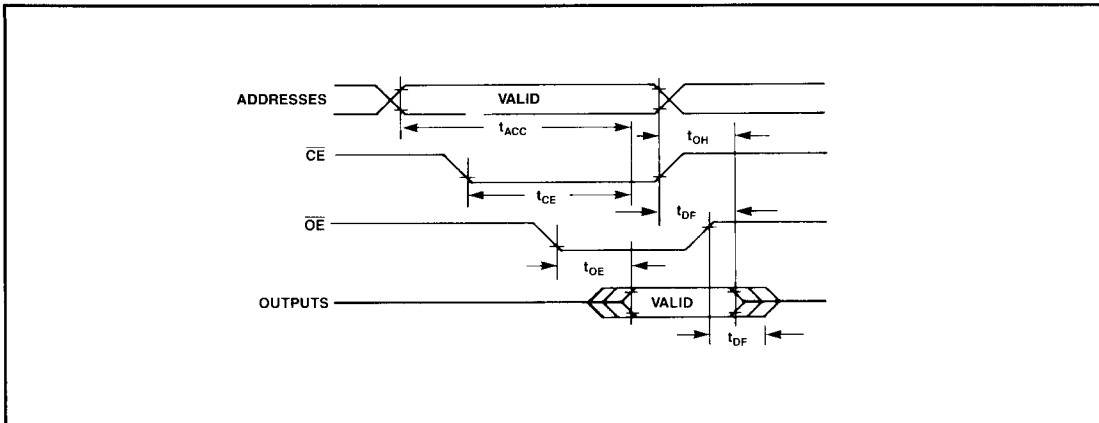 ADDRESSES
VALID
tACC
tOH
CE
tCE
tDF
OE
tOE
OUTPUTS
VALID
tDF